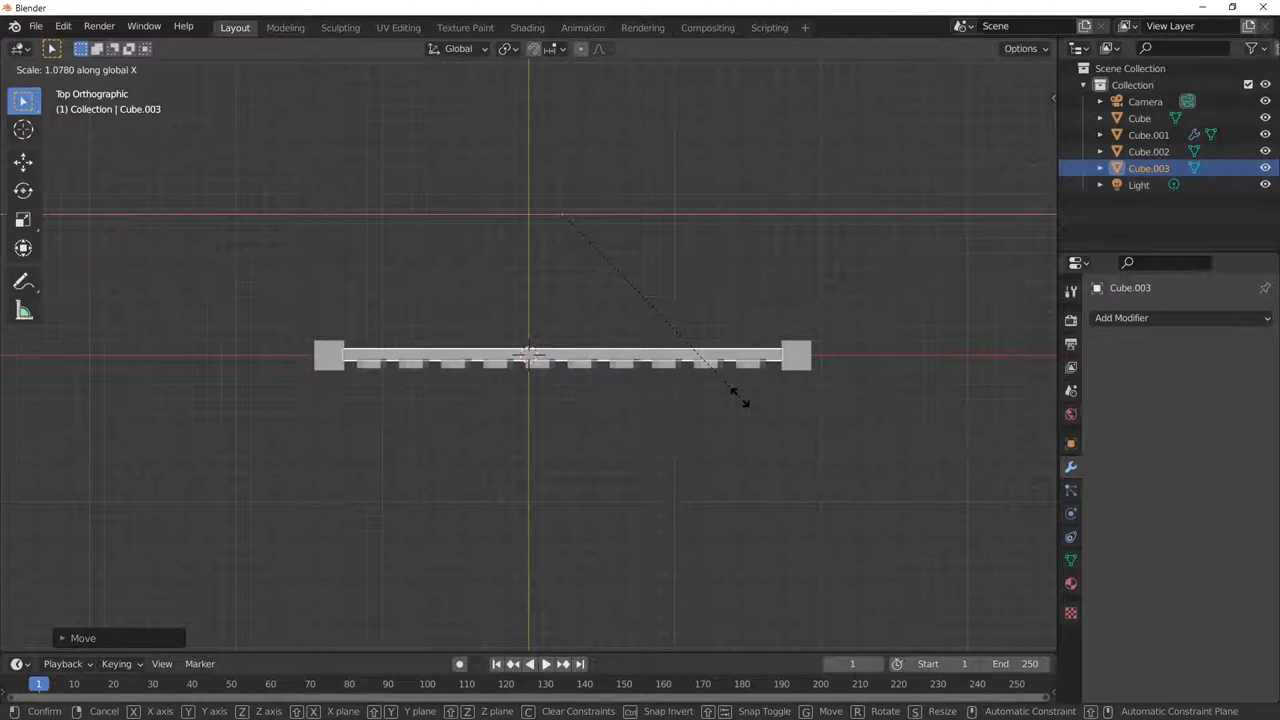 Blender
File Edit Render Window Help Layout Modeling Sculpting UV Editing Texture Paint Shading Animation Rendering Compositing Scripting + Scene View Layer
Global Options
Scale: 1.0780 along global X
Top Orthographic
(1) Collection | Cube.003
Scene Collection
Collection
Camera
Cube
Cube.001
Cube.002
Cube.003
Light
Cube.003
Add Modifier
Move
Playback Keying View Marker 1 Start 1 End 250
1 10 20 30 40 50 60 70 80 90 100 110 120 130 140 150 160 170 180 190 200 210 220 230 240 250
Confirm Cancel X X axis Y Y axis Z Z axis X X plane Y Y plane Z Z plane C Clear Constraints Ctrl Snap Invert Snap Toggle G Move R Rotate S Resize Automatic Constraint Automatic Constraint Plane